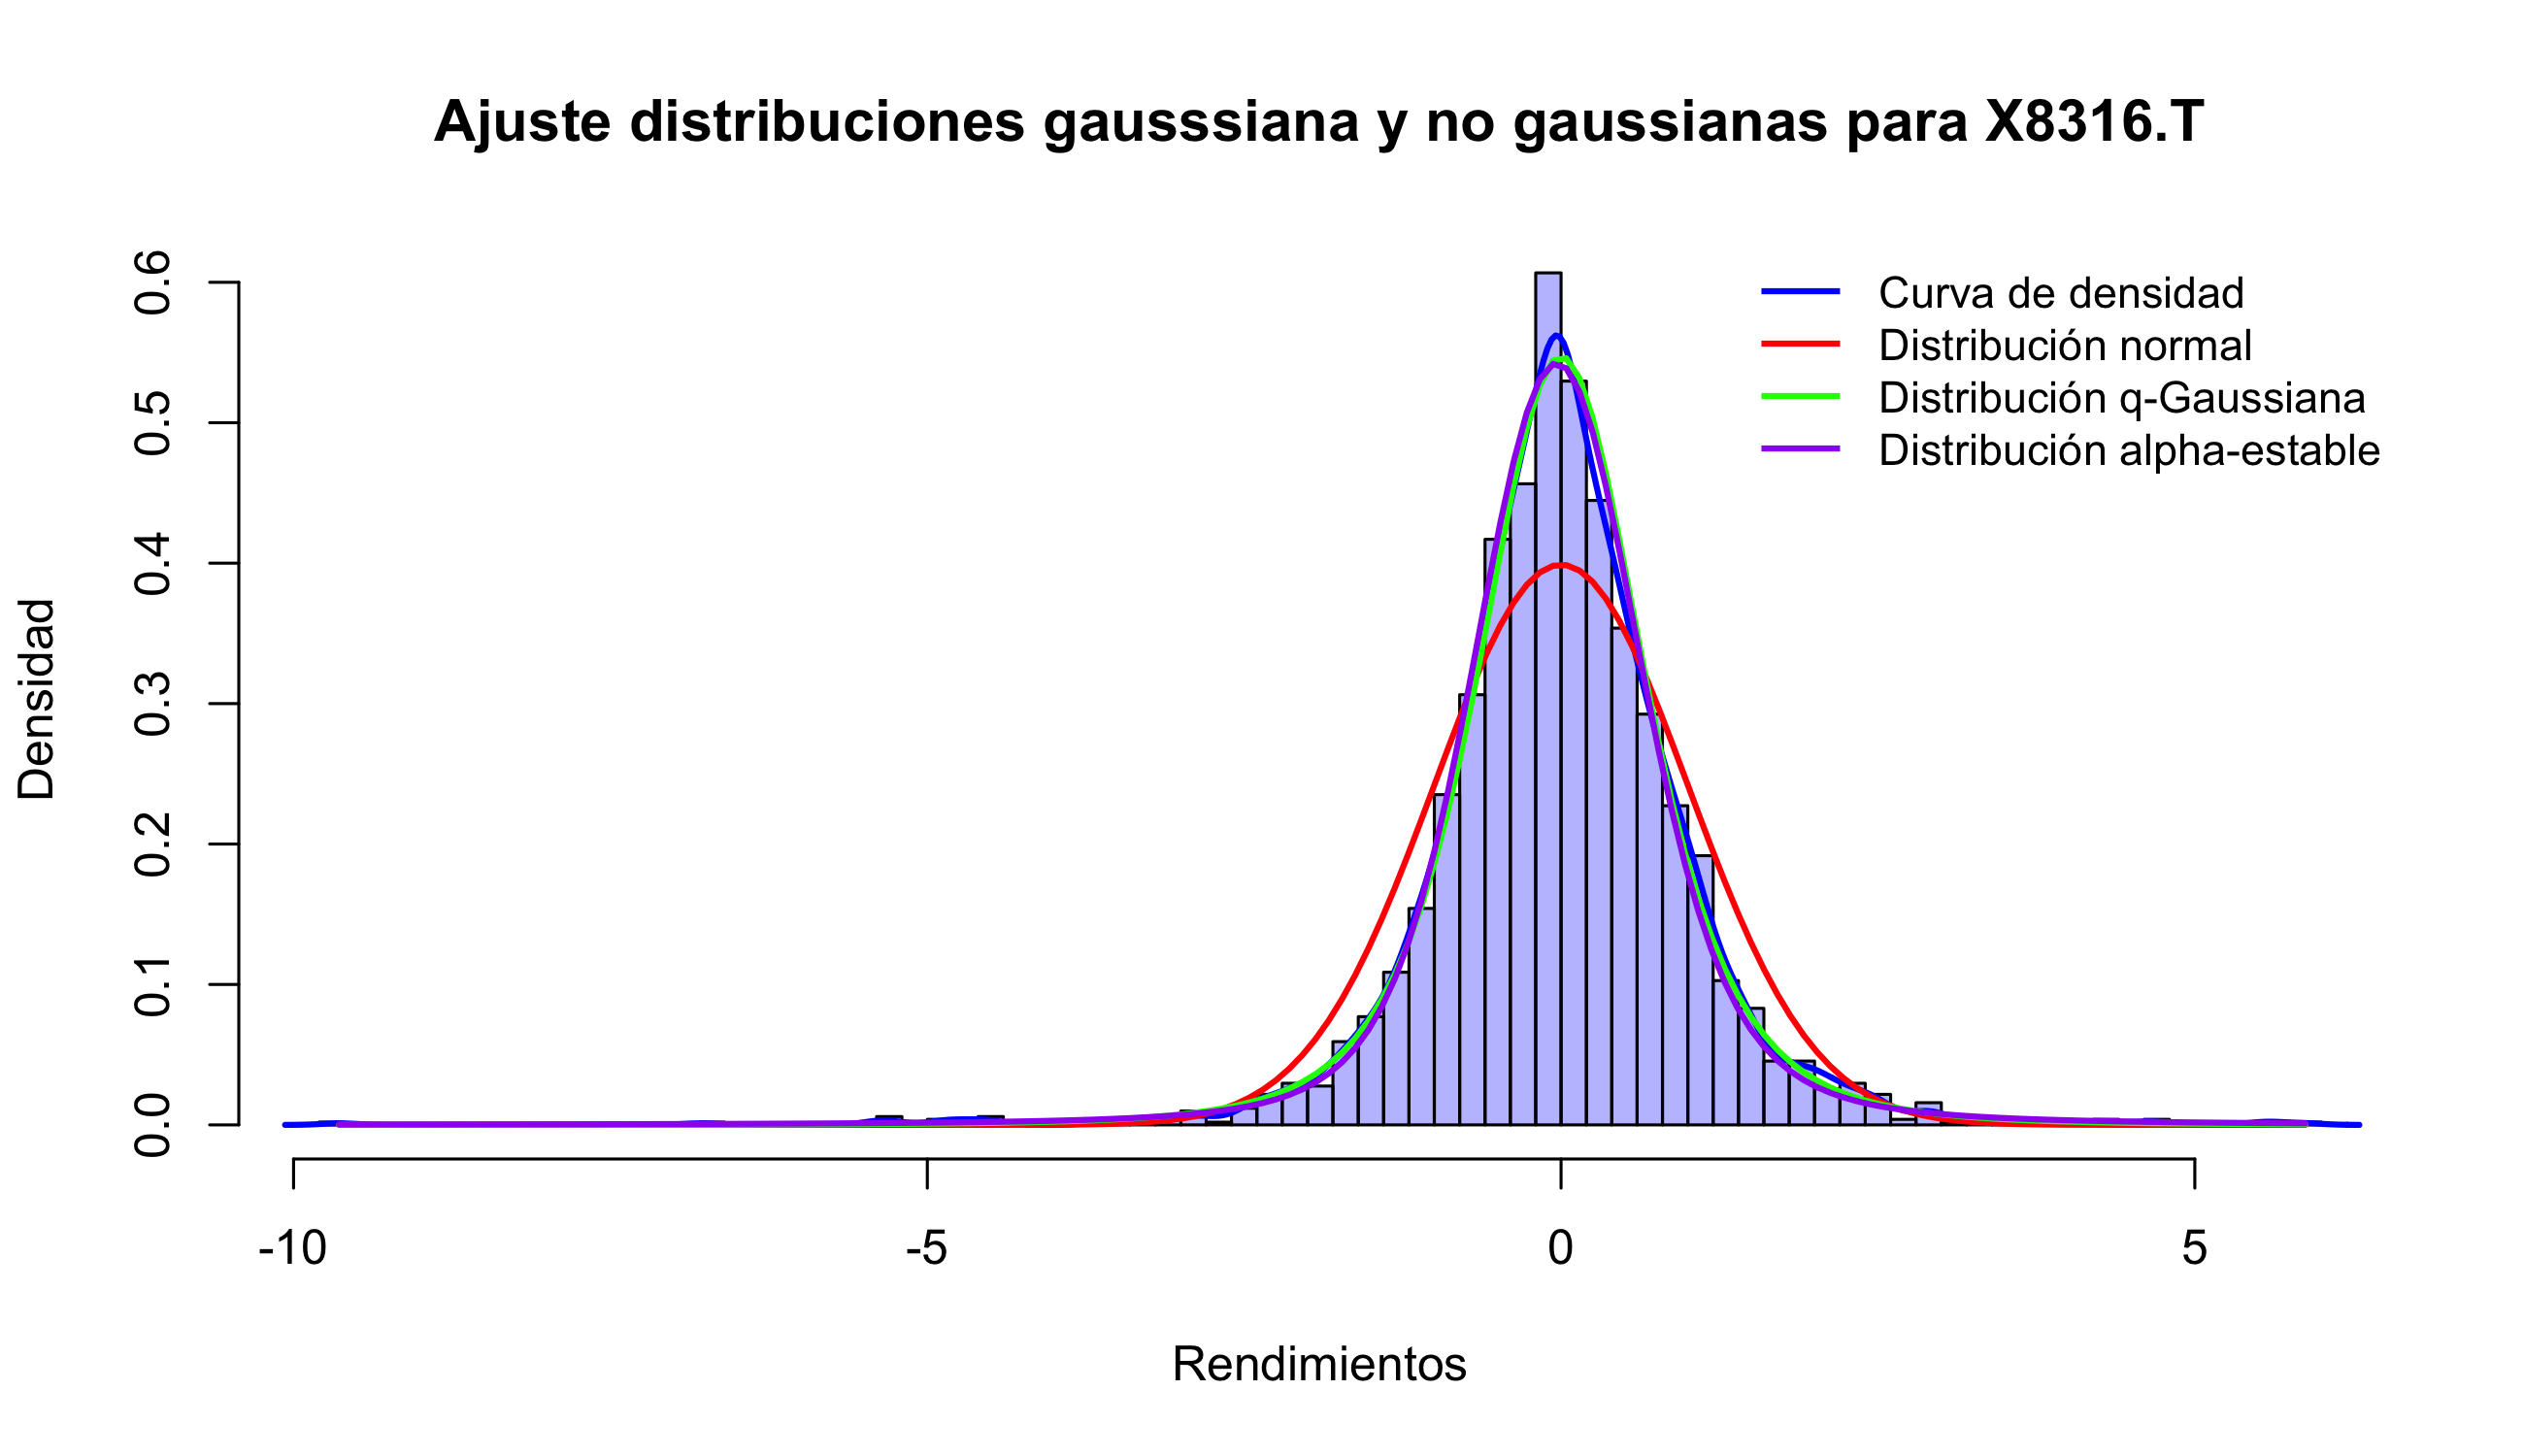 Ajuste distribuciones gausssiana y no gaussianas para X8316.T
Curva de densidad
Distribución normal
Distribución q-Gaussiana
Distribución alpha-estable
Densidad
0.6
0.5
0.4
0.3
0.2
0.1
0.0
-10 -5 0 5
Rendimientos